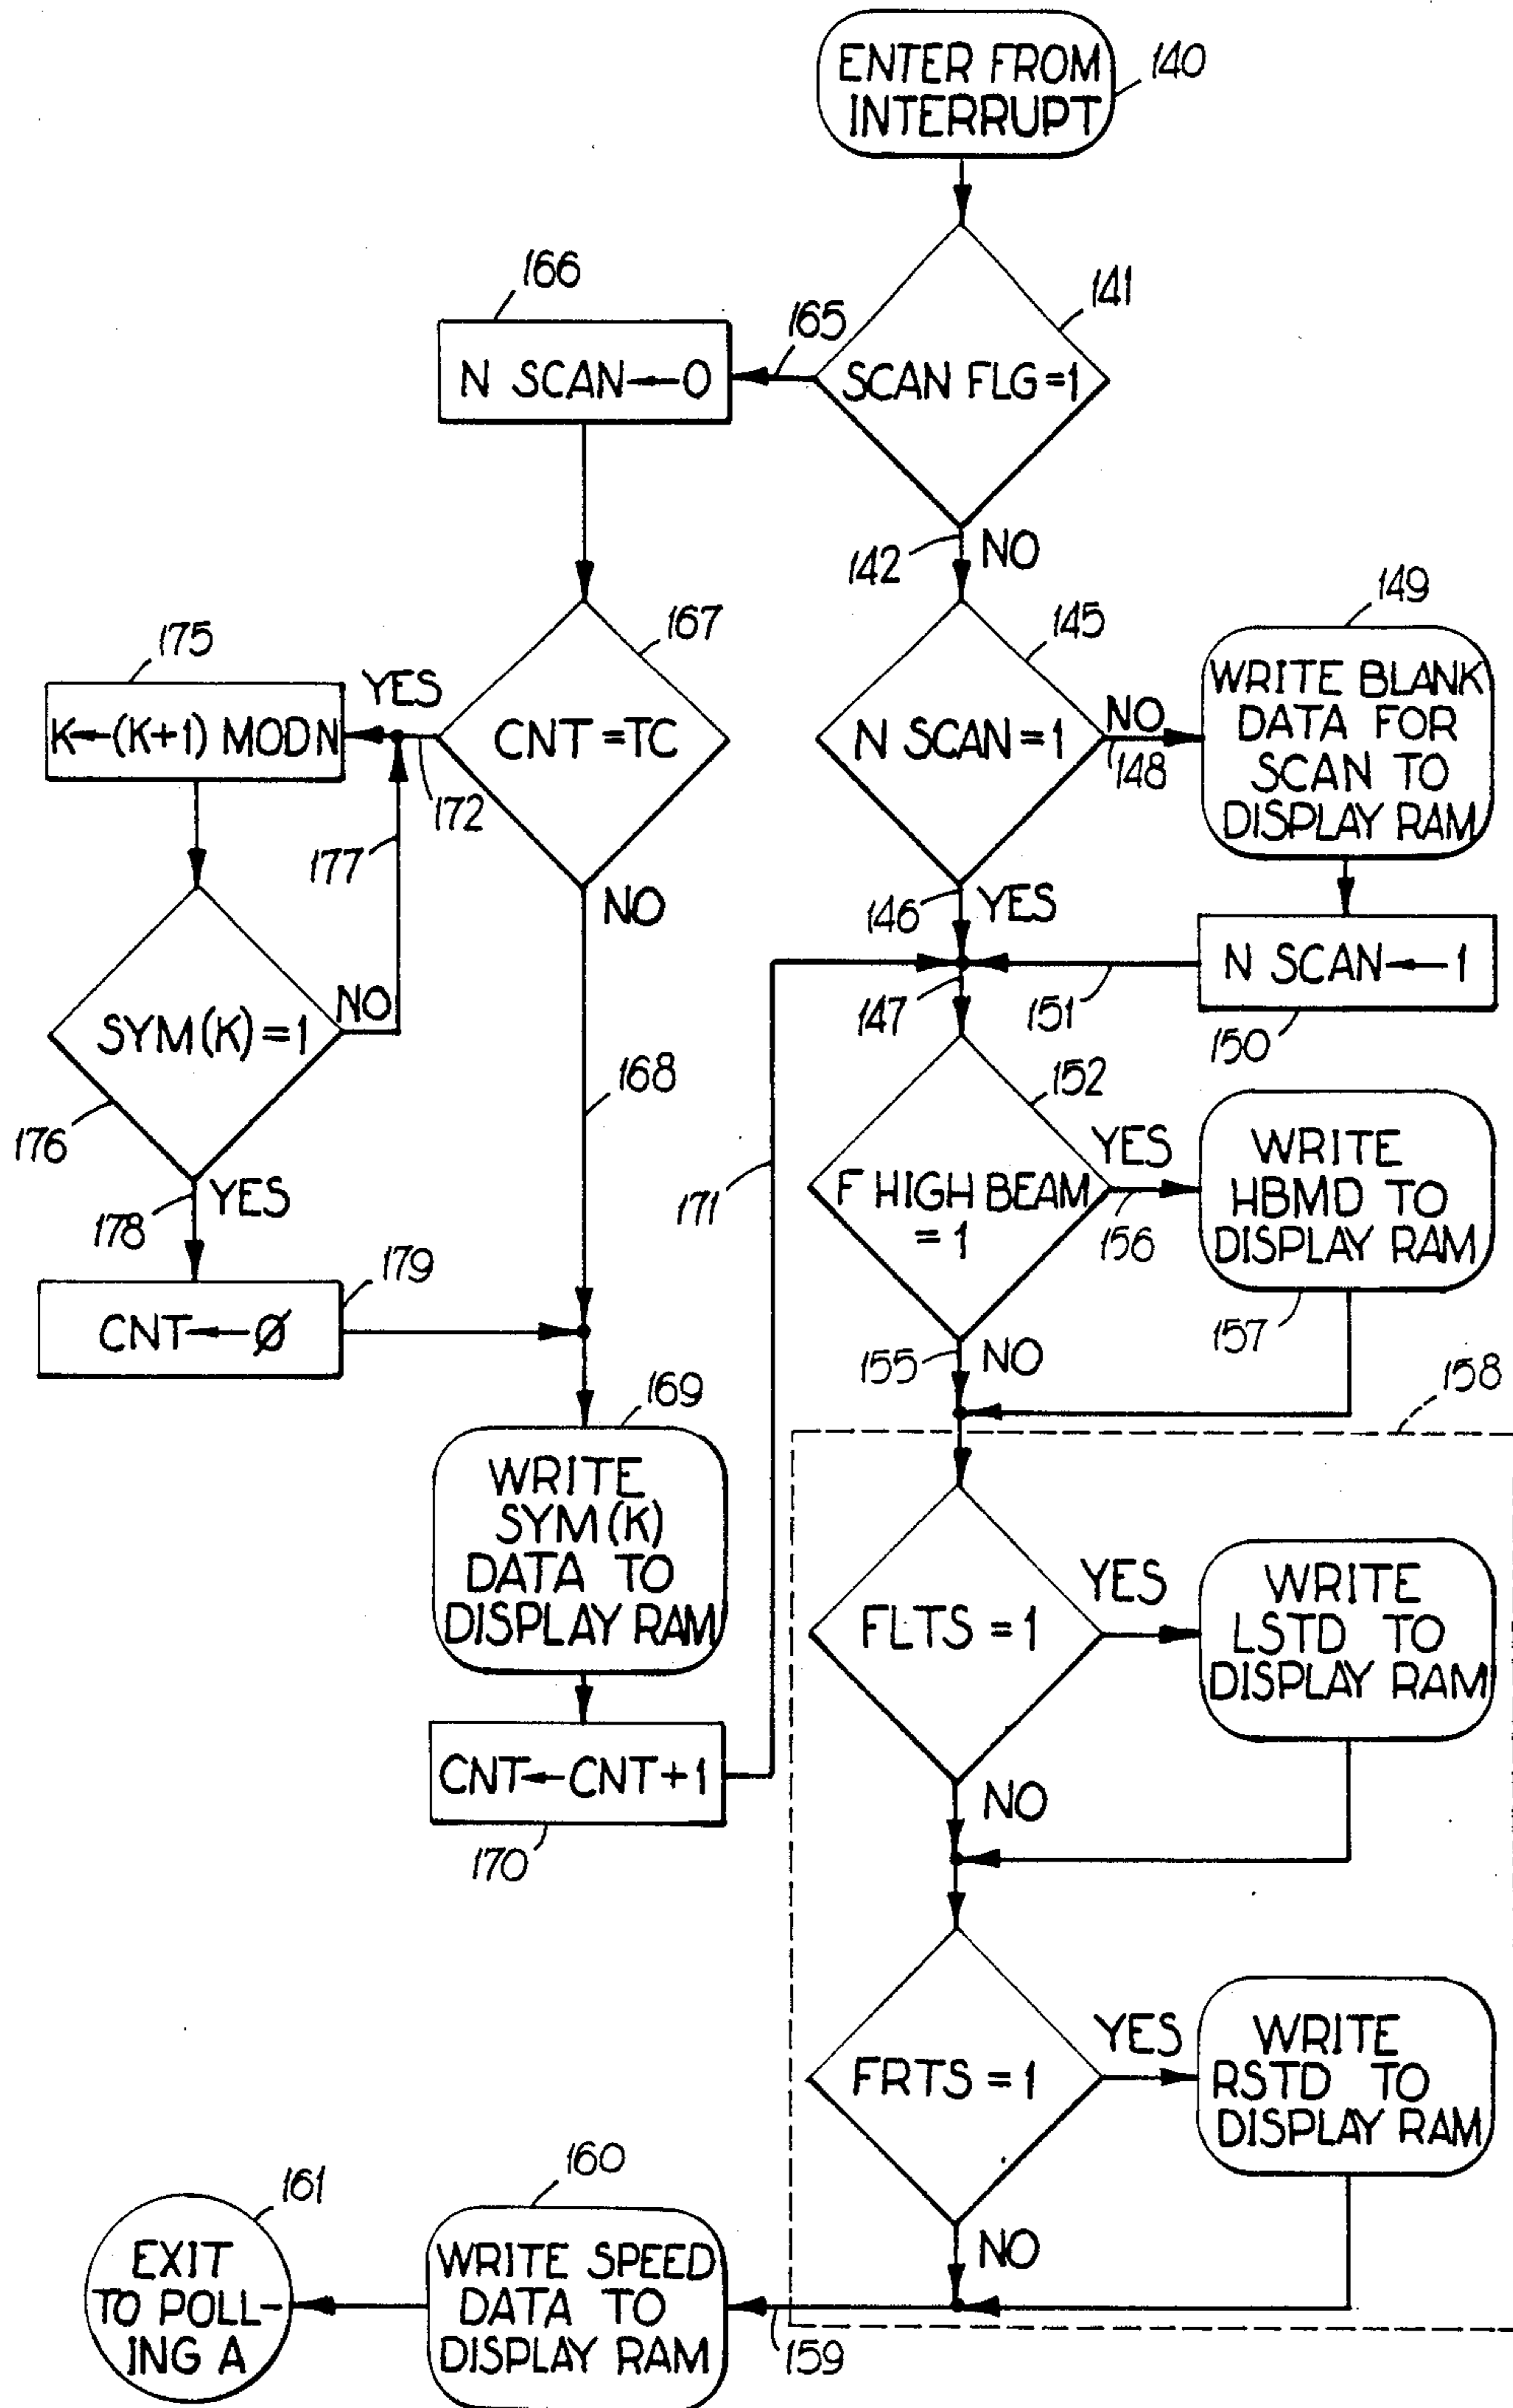 ENTER FROM
INTERRUPT
140
141
SCAN FLG=1
165
166
N SCAN←0
142
NO
145
N SCAN=1
NO
148
149
WRITE BLANK
DATA FOR
SCAN TO
DISPLAY RAM
167
CNT=TC
YES
172
175
K←(K+1) MOD N
177
146
YES
NO
N SCAN←1
150
151
147
SYM(K)=1
NO
176
178
YES
168
171
152
F HIGH BEAM
=1
YES
156
WRITE
HBMD TO
DISPLAY RAM
157
179
CNT←Ø
155
NO
158
169
WRITE
SYM(K)
DATA TO
DISPLAY RAM
FLTS=1
YES
WRITE
LSTD TO
DISPLAY RAM
CNT←CNT+1
170
NO
FRTS=1
YES
WRITE
RSTD TO
DISPLAY RAM
NO
159
160
WRITE SPEED
DATA TO
DISPLAY RAM
161
EXIT
TO POLL-
ING A